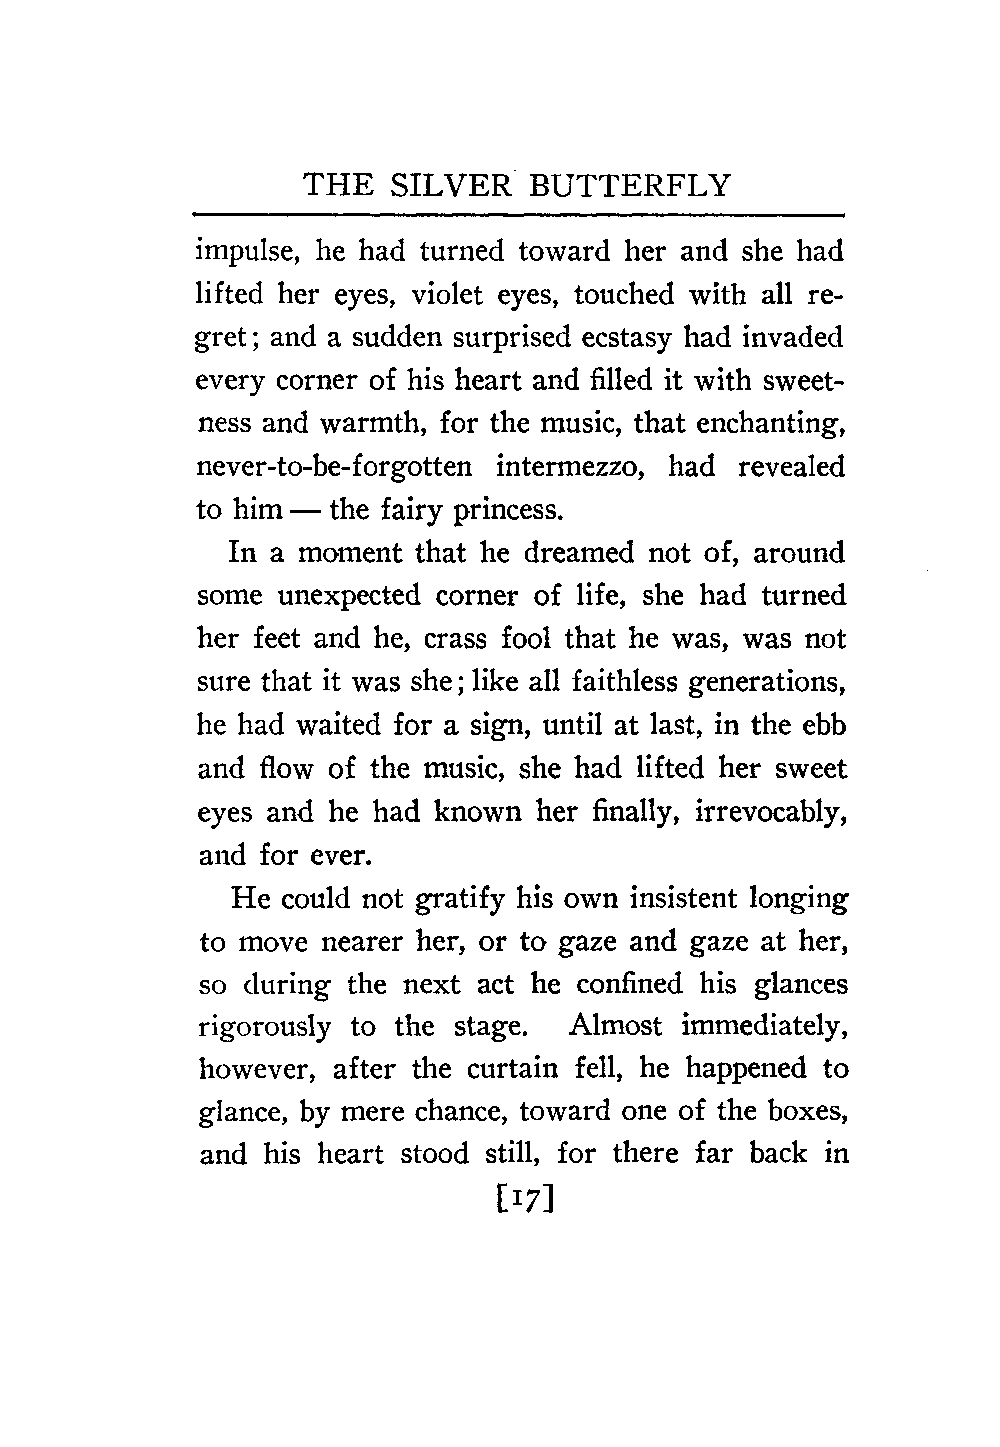 THE SILVER BUTTERFLY
impulse, he had turned toward her and she had
lifted her eyes, violet eyes, touched with all re-
gret; and a sudden surprised ecstasy had invaded
every corner of his heart and filled it with sweet-
ness and warmth, for the music, that enchanting,
never-to-be-forgotten intermezzo, had revealed
to him — the fairy princess.
In a moment that he dreamed not of, around
some unexpected corner of life, she had turned
her feet and he, crass fool that he was, was not
sure that it was she; like all faithless generations,
he had waited for a sign, until at last, in the ebb
and flow of the music, she had lifted her sweet
eyes and he had known her finally, irrevocably,
and for ever.
He could not gratify his own insistent longing
to move nearer her, or to gaze and gaze at her,
so during the next act he confined his glances
rigorously to the stage. Almost immediately,
however, after the curtain fell, he happened to
glance, by mere chance, toward one of the boxes,
and his heart stood still, for there far back in
[17]